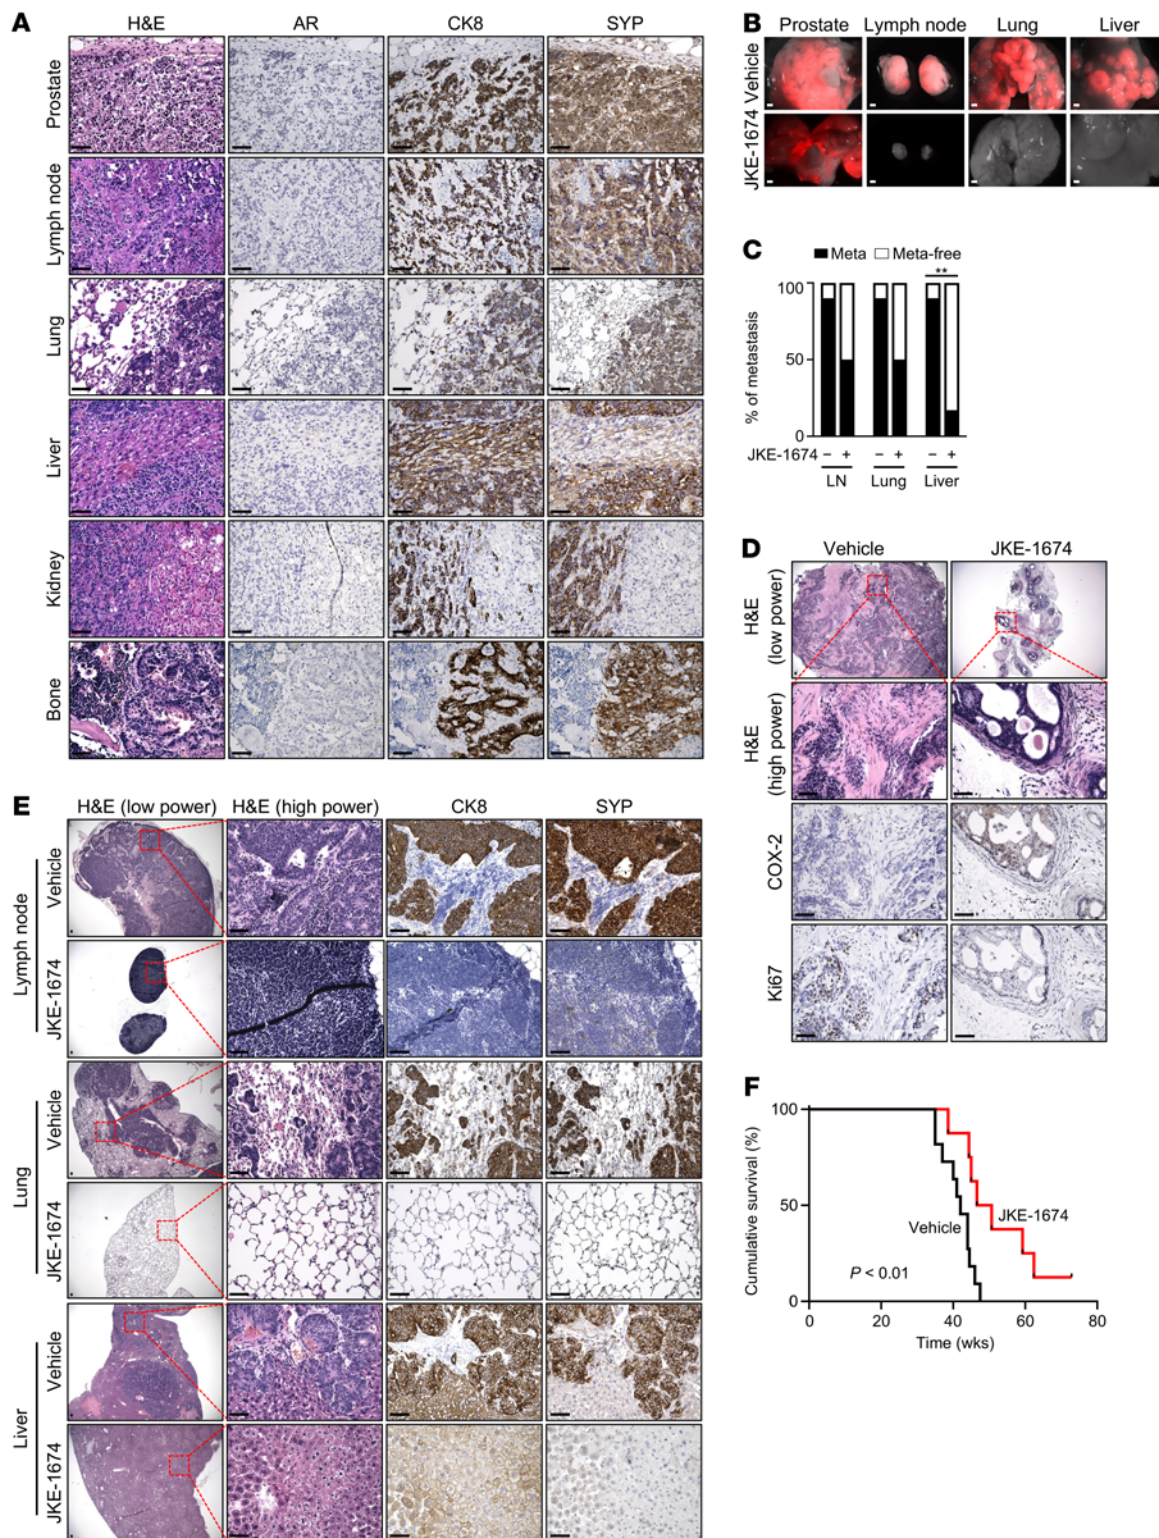 A
H&E
AR
CK8
SYP
Prostate
Lymph node
Lung
Liver
Kidney
Bone
B
Prostate
Lymph node
Lung
Liver
Vehicle
JKE-1674
C
Meta
Meta-free
**
% of metastasis
100
50
0
JKE-1674
– + – + – +
LN
Lung
Liver
D
Vehicle
JKE-1674
H&E
(low power)
H&E
(high power)
COX-2
Ki67
E
H&E (low power)
H&E (high power)
CK8
SYP
Lymph node
Vehicle
JKE-1674
Lung
Vehicle
JKE-1674
Liver
Vehicle
JKE-1674
F
Cumulative survival (%)
100
50
0
Vehicle
JKE-1674
P < 0.01
0 20 40 60 80
Time (wks)